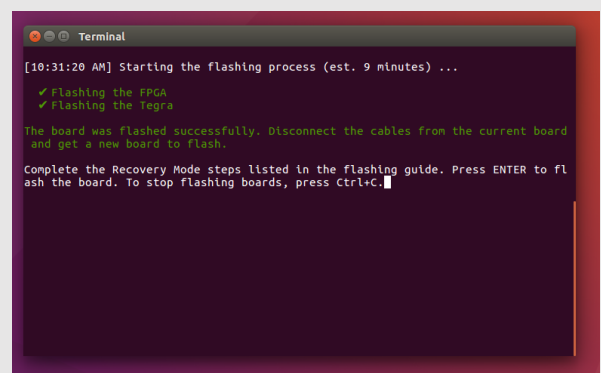 Terminal
[10:31:20 AM] Starting the flashing process (est. 9 minutes) ...
✔ Flashing the FPGA
✔ Flashing the Tegra
The board was flashed successfully. Disconnect the cables from the current board
and get a new board to flash.
Complete the Recovery Mode steps listed in the flashing guide. Press ENTER to fl
ash the board. To stop flashing boards, press Ctrl+C.